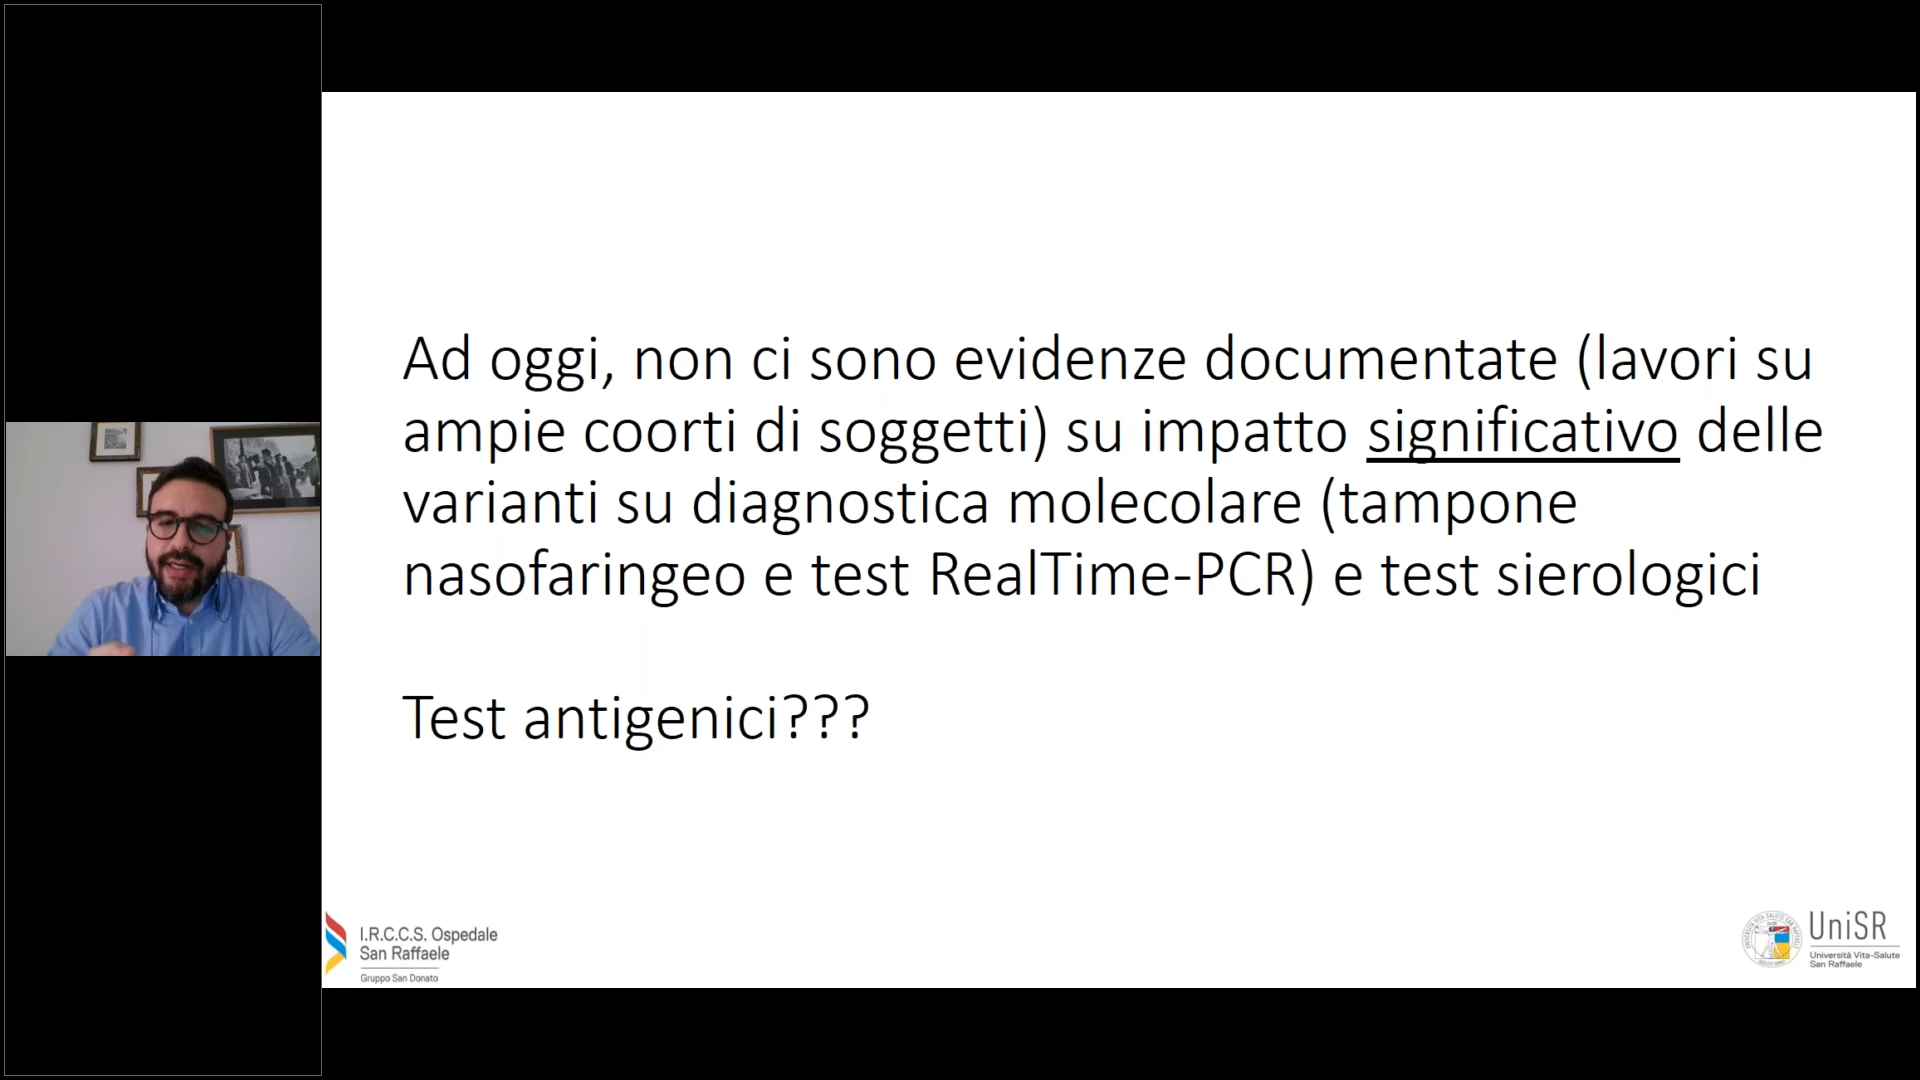 Ad oggi, non ci sono evidenze documentate (lavori su
ampie coorti di soggetti) su impatto significativo delle
varianti su diagnostica molecolare (tampone
nasofaringeo e test RealTime-PCR) e test sierologici
Test antigenici???
I.R.C.C.S. Ospedale
San Raffaele
Gruppo San Donato
UniSR
Università Vita-Salute
San Raffaele